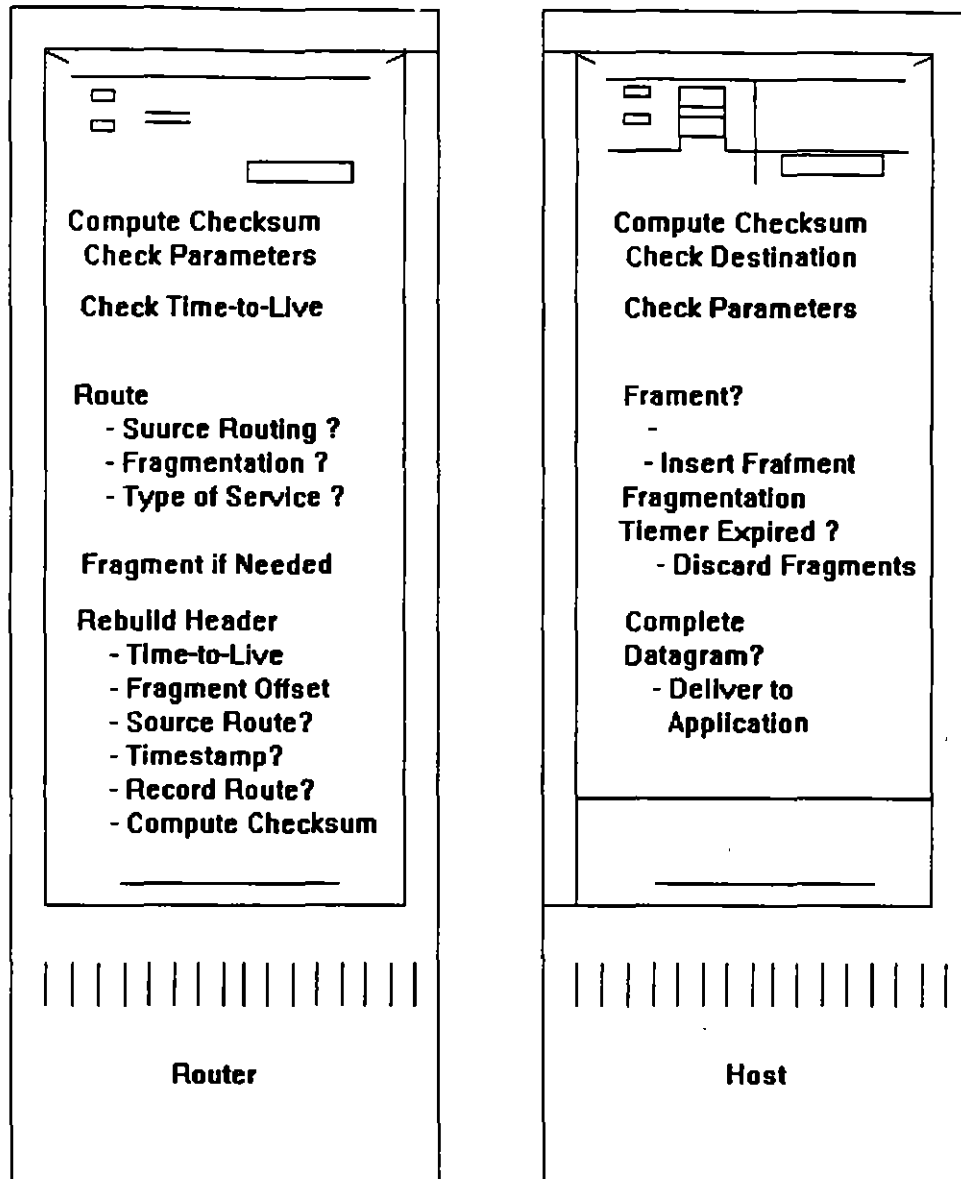 Compute Checksum
Check Parameters
Check Time-to-Live
Route
- Suurce Routing ?
- Fragmentation ?
- Type of Service ?
Fragment if Needed
Rebuild Header
- Time-to-Live
- Fragment Offset
- Source Route?
- Timestamp?
- Record Route?
- Compute Checksum
Router
Compute Checksum
Check Destination
Check Parameters
Frament?
-
- Insert Frafment
Fragmentation
Tiemer Expired ?
- Discard Fragments
Complete
Datagram?
- Deliver to
Application
Host